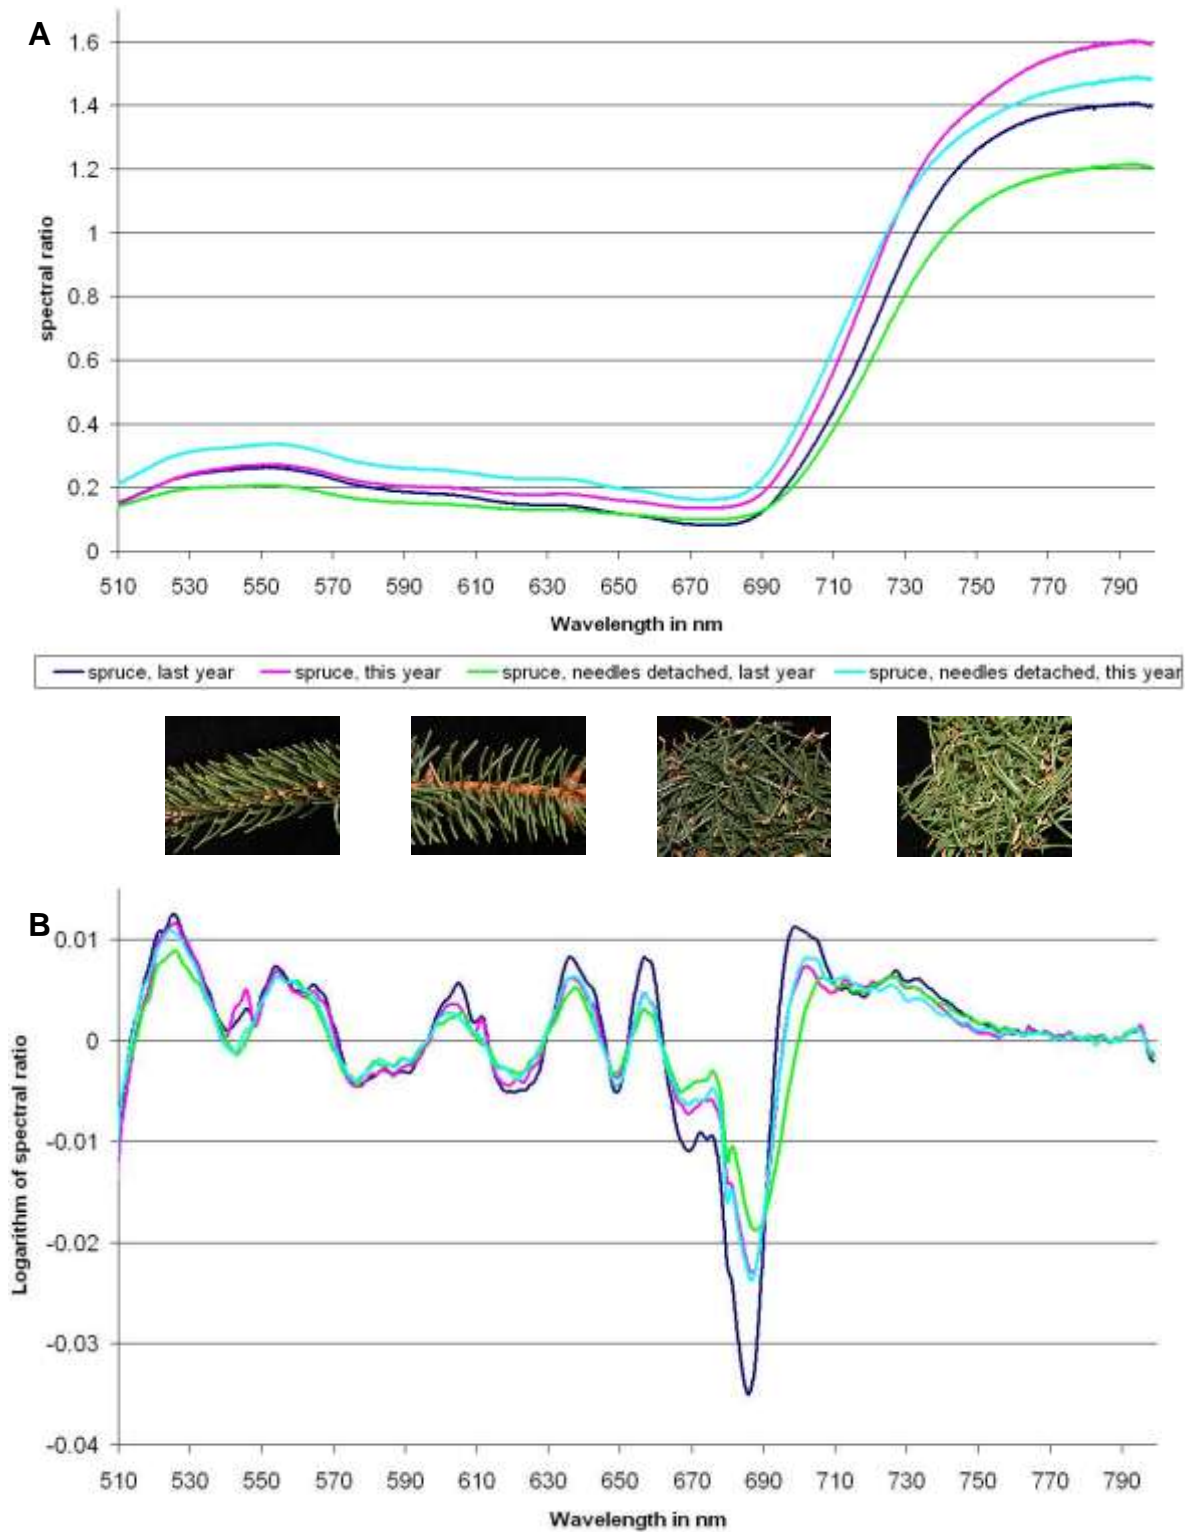 A
1.6
1.4
1.2
1
0.8
0.6
0.4
0.2
0
spectral ratio
510 530 550 570 590 610 630 650 670 690 710 730 750 770 790
Wavelength in nm
spruce, last year spruce, this year spruce, needles detached, last year spruce, needles detached, this year
B
0.01
0
-0.01
-0.02
-0.03
-0.04
Logarithm of spectral ratio
510 530 550 570 590 610 630 650 670 690 710 730 750 770 790
Wavelength in nm